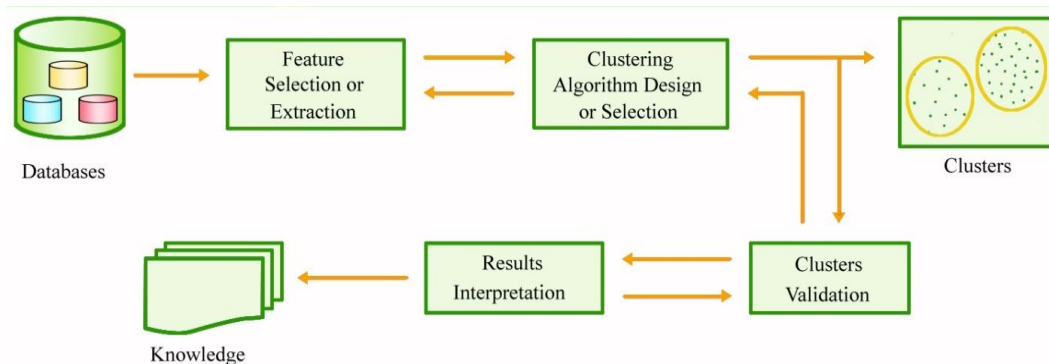 Databases
Feature
Selection or
Extraction
Clustering
Algorithm Design
or Selection
Clusters
Clusters
Validation
Results
Interpretation
Knowledge